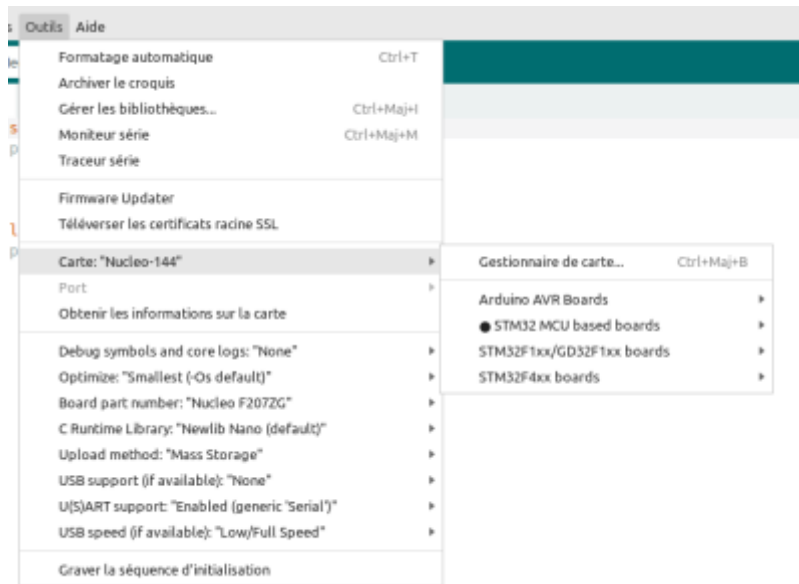 s Outils Aide
de
Formatage automatique Ctrl+T
Archiver le croquis
Gérer les bibliothèques... Ctrl+Maj+I
s
Moniteur série Ctrl+Maj+M
p
Traceur série
Firmware Updater
Téléverser les certificats racine SSL
l
p
Carte: "Nucleo-144"
Port
Obtenir les informations sur la carte
Debug symbols and core logs: "None"
Optimize: "Smallest (-Os default)"
Board part number: "Nucleo F207ZG"
C Runtime Library: "Newlib Nano (default)"
Upload method: "Mass Storage"
USB support (if available): "None"
U(S)ART support: "Enabled (generic 'Serial')"
USB speed (if available): "Low/Full Speed"
Graver la séquence d'initialisation
Gestionnaire de carte... Ctrl+Maj+B
Arduino AVR Boards
● STM32 MCU based boards
STM32F1xx/GD32F1xx boards
STM32F4xx boards